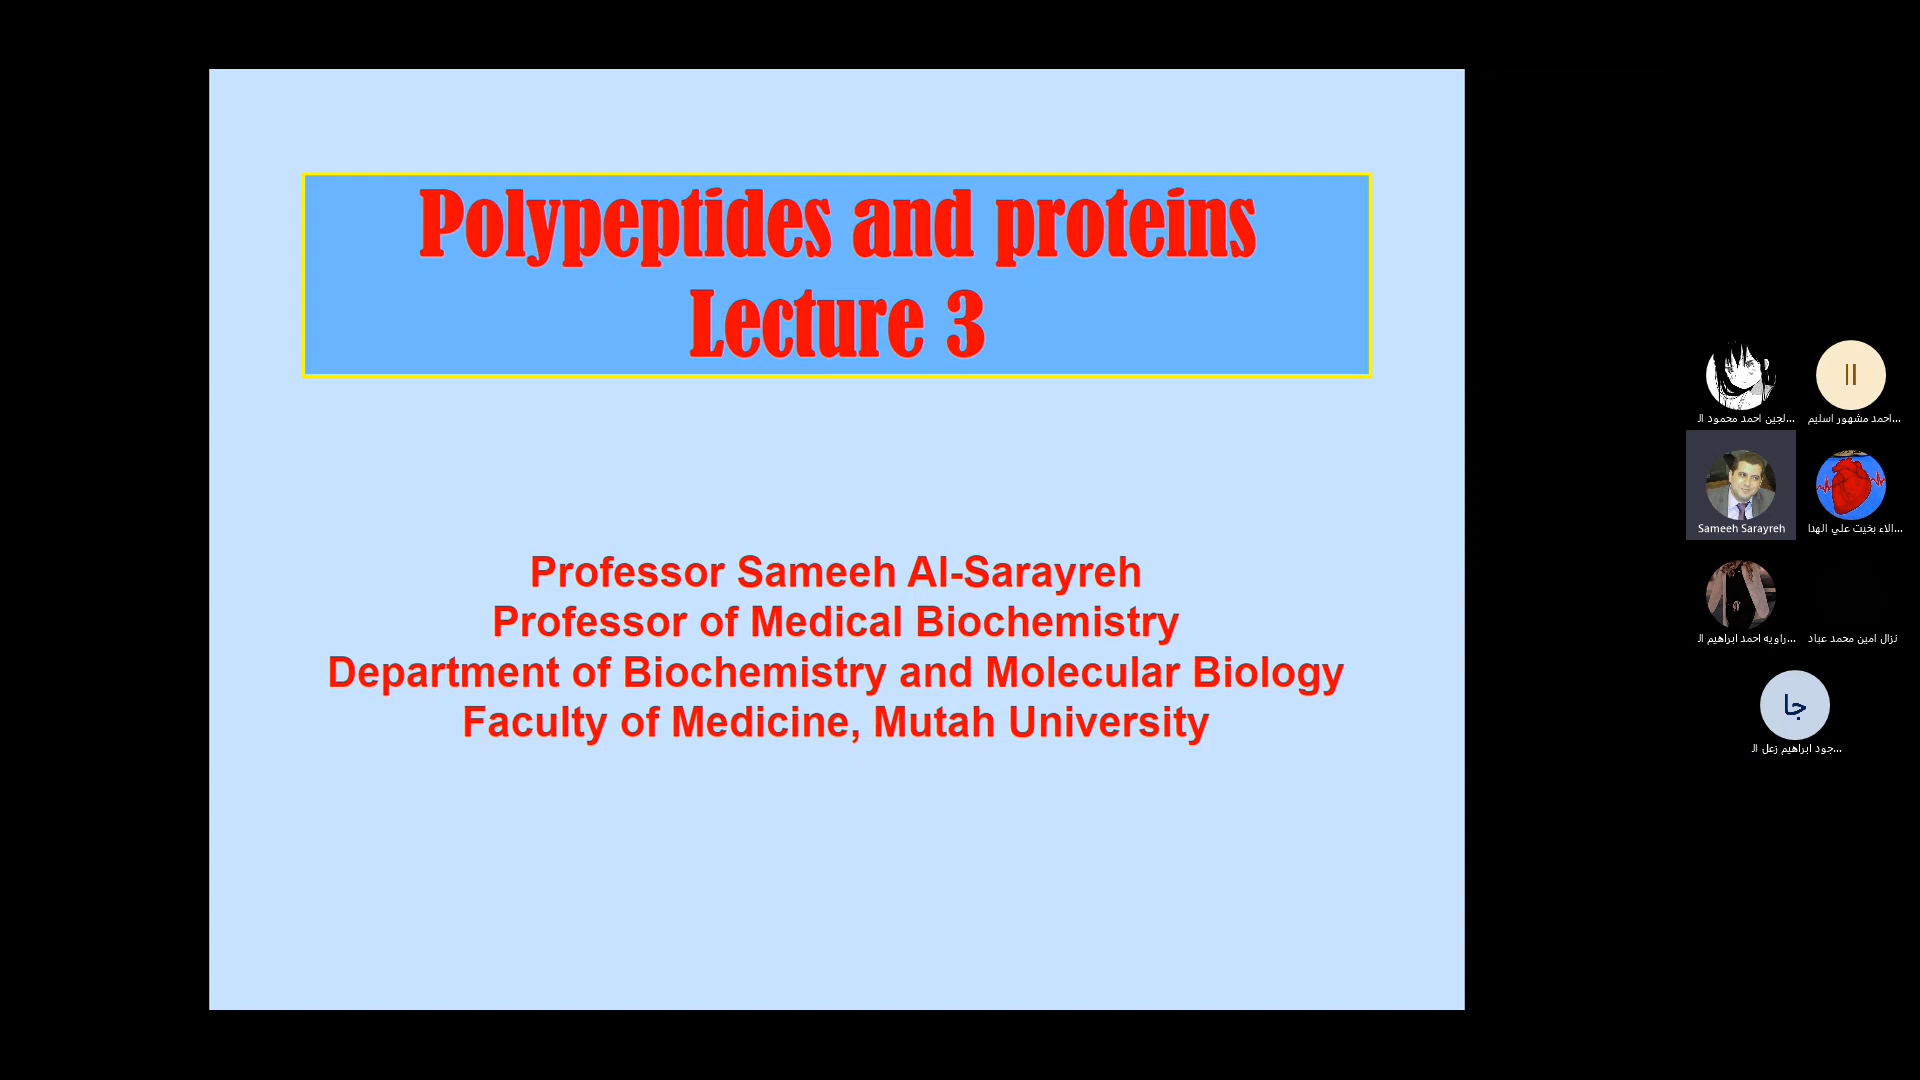 Polypeptides and proteins
Lecture 3
Professor Sameeh Al-Sarayreh
Professor of Medical Biochemistry
Department of Biochemistry and Molecular Biology
Faculty of Medicine, Mutah University
لجين احمد محمود ال...
احمد مشهور اسليم...
اا
Sameeh Sarayreh
الاء بخيت علي الهدا...
راويه احمد ابراهيم ال...
نزال امين محمد عباد
جا
جود ابراهيم زعل ال...